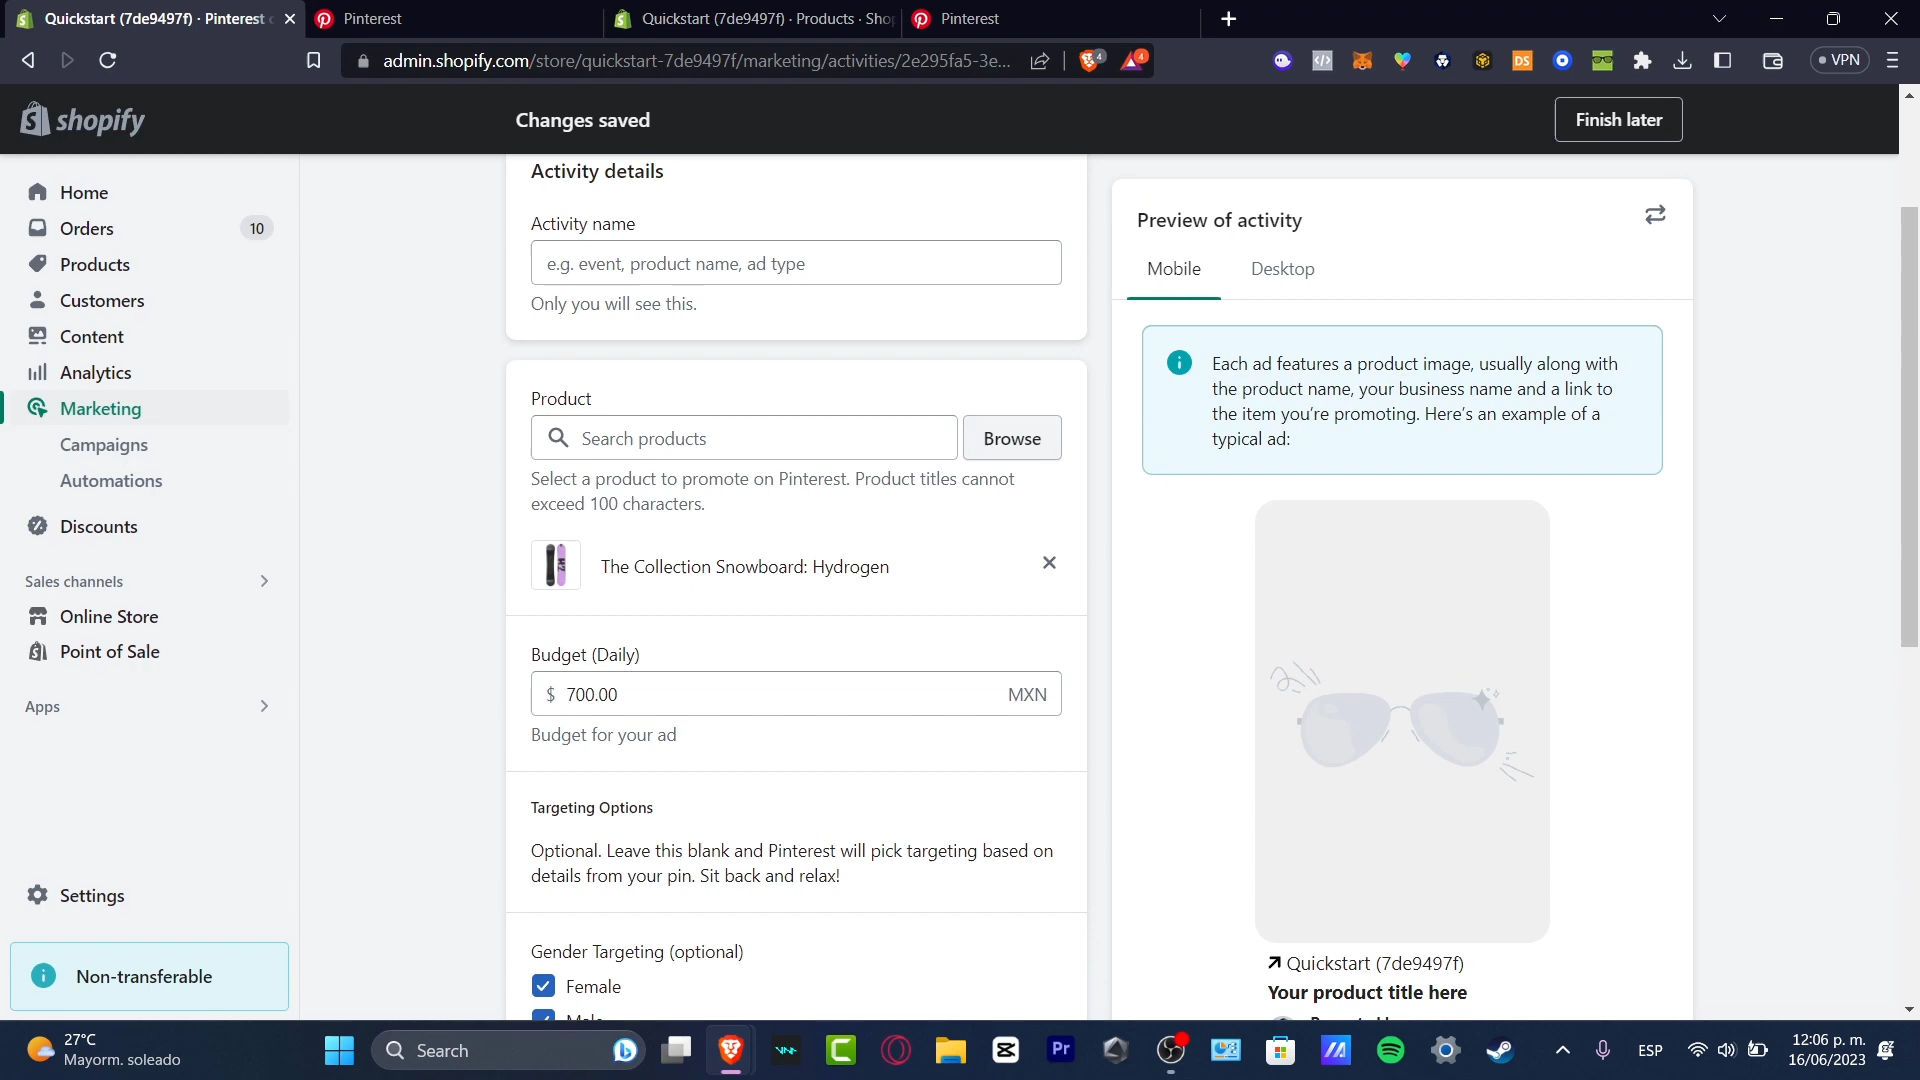 Quickstart (7de9497f) · Pinterest
Pinterest
Quickstart (7de9497f) · Products · Shop
Pinterest
admin.shopify.com/store/quickstart-7de9497f/marketing/activities/2e295fa5-3e...
4
4
DS
VPN
shopify
Changes saved
Finish later
Home
Orders
10
Products
Customers
Content
Analytics
Marketing
Campaigns
Automations
Discounts
Sales channels
Online Store
Point of Sale
Apps
Settings
Non-transferable
Activity details
Activity name
e.g. event, product name, ad type
Only you will see this.
Product
Search products
Browse
Select a product to promote on Pinterest. Product titles cannot
exceed 100 characters.
The Collection Snowboard: Hydrogen
Budget (Daily)
$ 700.00
MXN
Budget for your ad
Targeting Options
Optional. Leave this blank and Pinterest will pick targeting based on
details from your pin. Sit back and relax!
Gender Targeting (optional)
Female
Male
Preview of activity
Mobile
Desktop
Each ad features a product image, usually along with
the product name, your business name and a link to
the item you're promoting. Here's an example of a
typical ad:
Quickstart (7de9497f)
Your product title here
27°C
Mayorm. soleado
Search
Pr
ESP
12:06 p. m.
16/06/2023